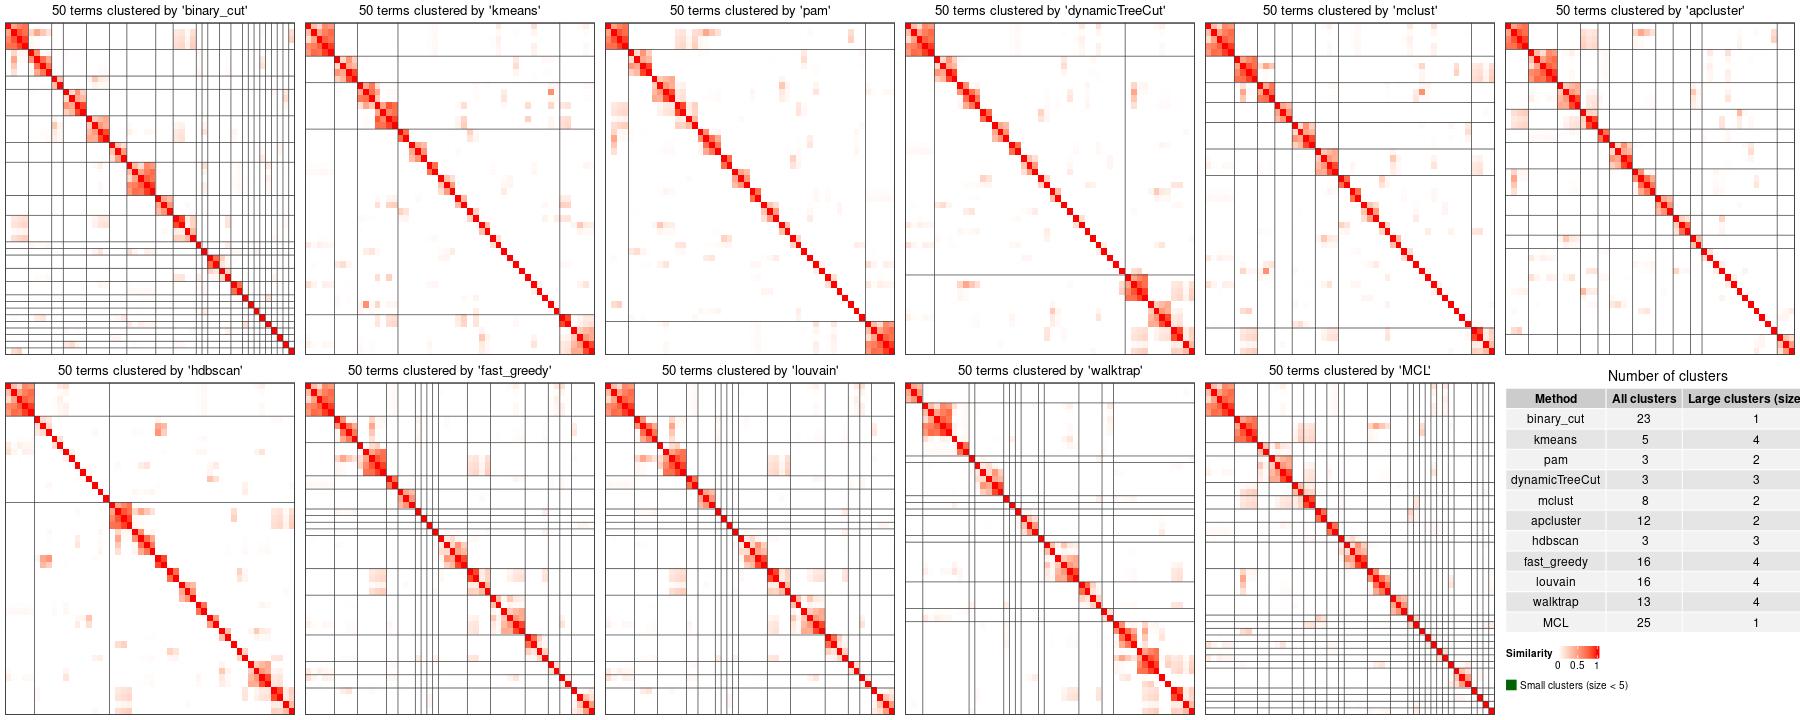 50 terms clustered by 'binary_cut'
50 terms clustered by 'kmeans'
50 terms clustered by 'pam'
50 terms clustered by 'dynamicTreeCut'
50 terms clustered by 'mclust'
50 terms clustered by 'apcluster'
50 terms clustered by 'hdbscan'
50 terms clustered by 'fast_greedy'
50 terms clustered by 'louvain'
50 terms clustered by 'walktrap'
50 terms clustered by 'MCL'
Number of clusters
Method All clusters Large clusters (size
binary_cut 23 1
kmeans 5 4
pam 3 2
dynamicTreeCut 3 3
mclust 8 2
apcluster 12 2
hdbscan 3 3
fast_greedy 16 4
louvain 16 4
walktrap 13 4
MCL 25 1
Similarity
0 0.5 1
Small clusters (size < 5)